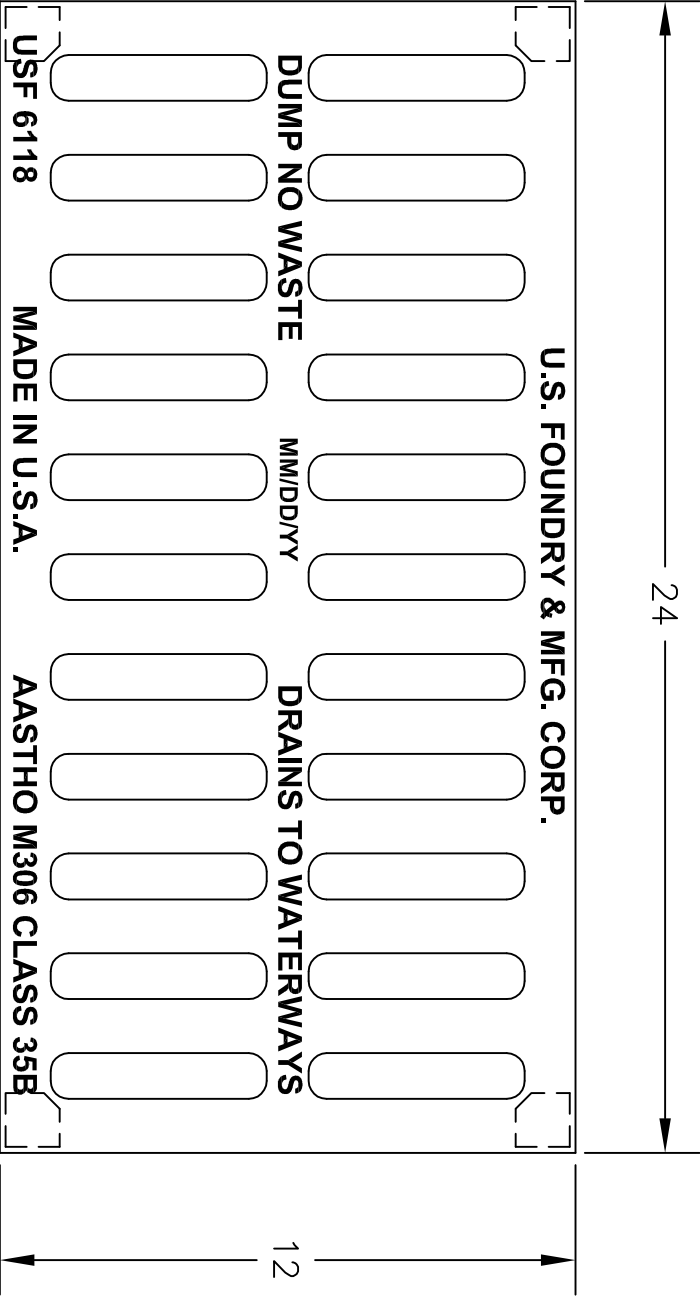 24
U.S. FOUNDRY & MFG. CORP.
DUMP NO WASTE MM/DD/YY DRAINS TO WATERWAYS
USF 6118 MADE IN U.S.A. AASTHO M306 CLASS 35B
12